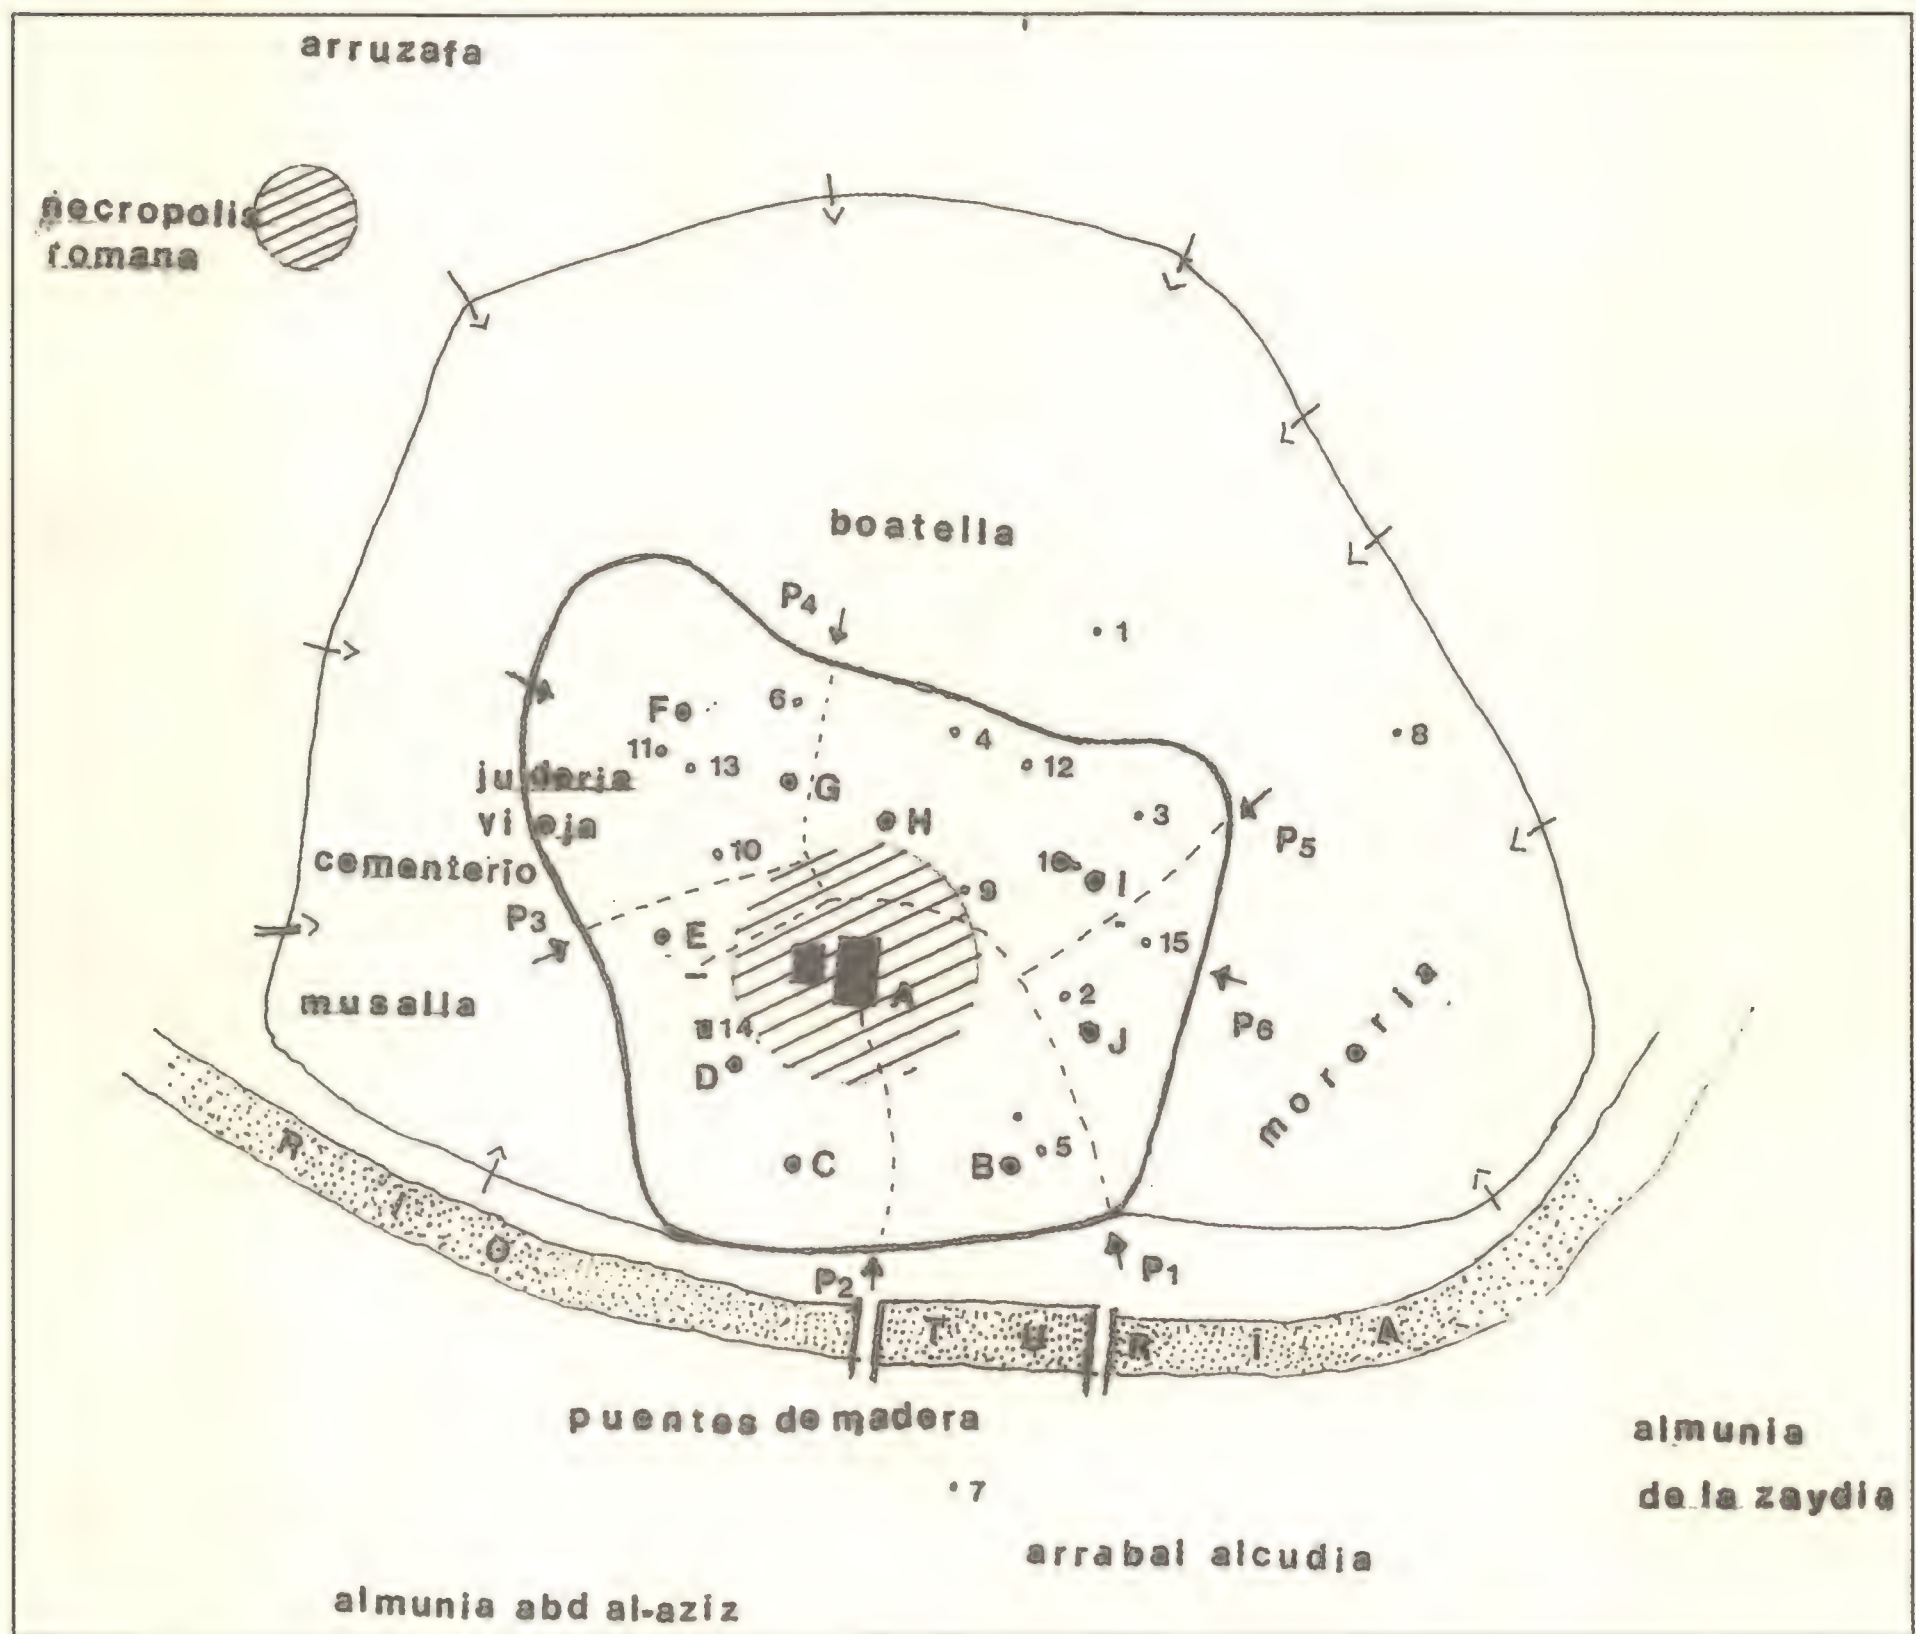 arruzafa
necropolis
romana
boatella
P4
1
F
6
4
8
11
13
12
juderia
vieja
G
H
3
P5
10
cementerio
16
I
9
P3
E
15
A
musalla
2
P6
14
J
D
moreria
C
B
5
RIO
P2
P1
TURIA
puentes de madera
almunia
de la zaydia
7
arrabal alcudia
almunia abd al-aziz